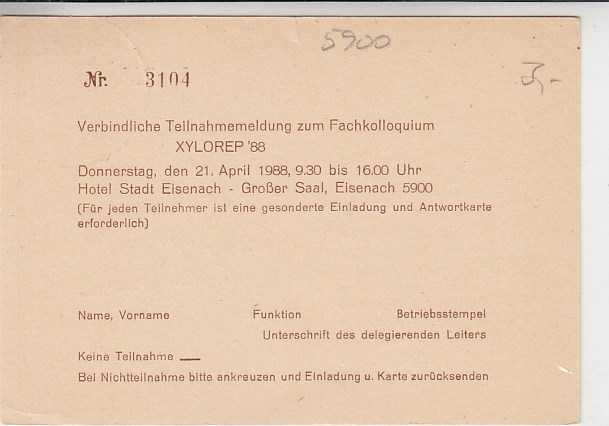 5900
Nr. 3104
3,-
Verbindliche Teilnahmemeldung zum Fachkolloquium
XYLOREP '88
Donnerstag, den 21. April 1988, 9.30 bis 16.00 Uhr
Hotel Stadt Eisenach - Großer Saal, Eisenach 5900
(Für jeden Teilnehmer ist eine gesonderte Einladung und Antwortkarte
erforderlich)
Name, Vorname Funktion Betriebsstempel
Unterschrift des delegierenden Leiters
Keine Teilnahme __
Bei Nichtteilnahme bitte ankreuzen und Einladung u. Karte zurücksenden